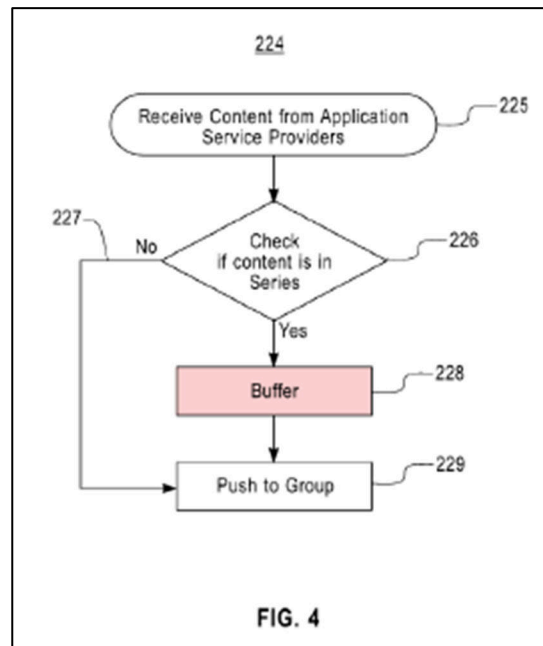 224
Receive Content from Application
Service Providers
225
227
No
Check
if content is in
Series
226
Yes
Buffer
228
Push to Group
229
FIG. 4